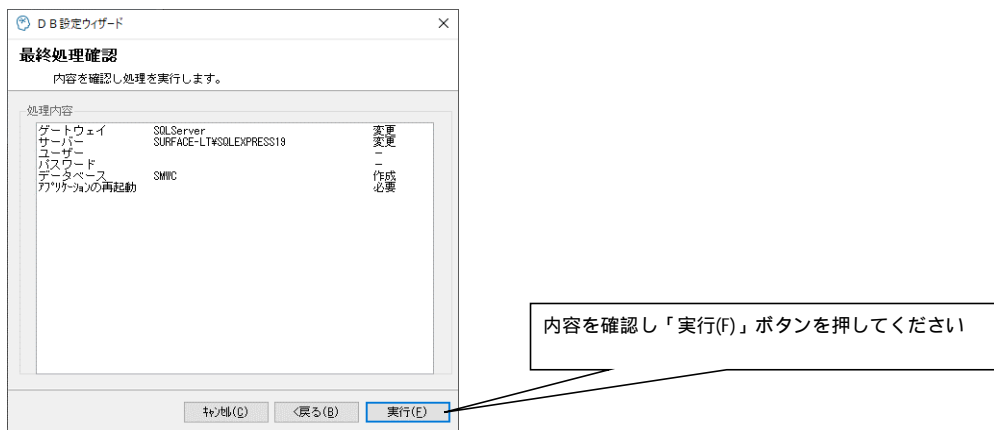 ＤＢ設定ウィザード
最終処理確認
内容を確認し処理を実行します。
処理内容
ゲートウェイ SQLServer 変更
サーバー SURFACE-LT¥SQLEXPRESS19 変更
ユーザー －
パスワード －
データベース SMWC 作成
ｱﾌﾟﾘｹｰｼｮﾝの再起動 必要
ｷｬﾝｾﾙ(C) <戻る(B) 実行(F)
内容を確認し「実行(F)」ボタンを押してください